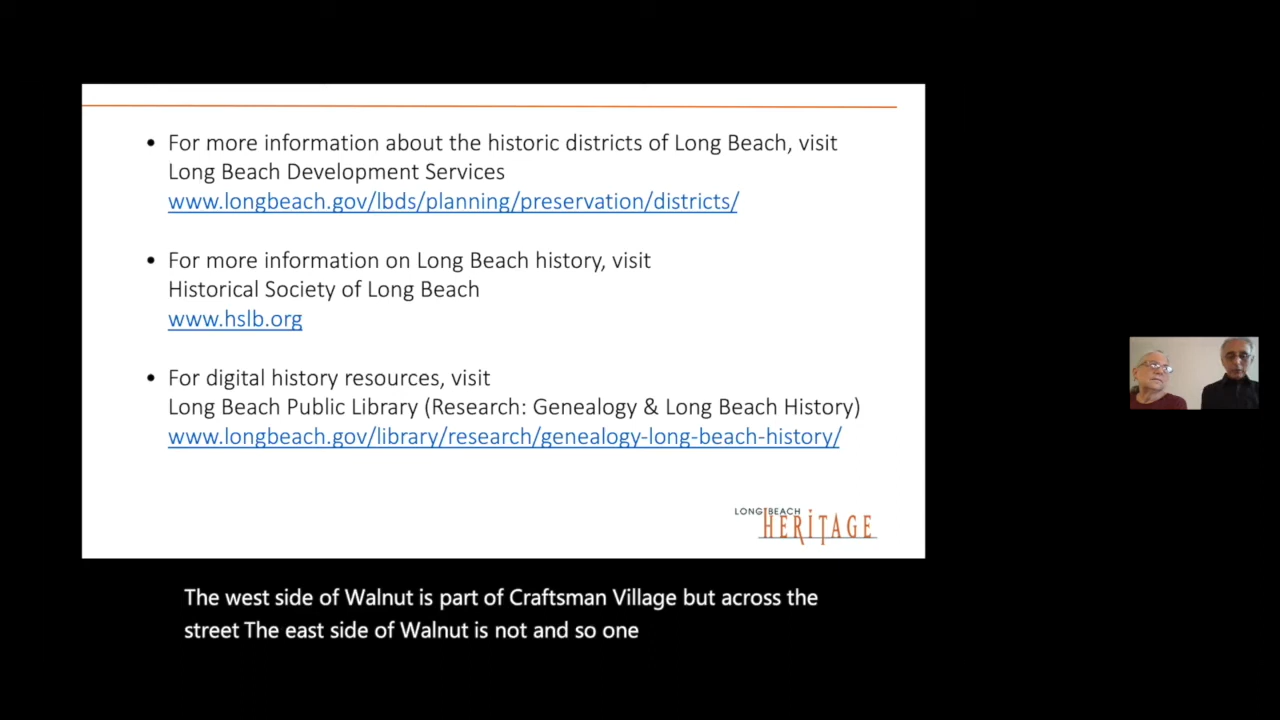 • For more information about the historic districts of Long Beach, visit
Long Beach Development Services
www.longbeach.gov/lbds/planning/preservation/districts/
• For more information on Long Beach history, visit
Historical Society of Long Beach
www.hslb.org
• For digital history resources, visit
Long Beach Public Library (Research: Genealogy & Long Beach History)
www.longbeach.gov/library/research/genealogy-long-beach-history/
LONG BEACH
HERITAGE
The west side of Walnut is part of Craftsman Village but across the
street The east side of Walnut is not and so one